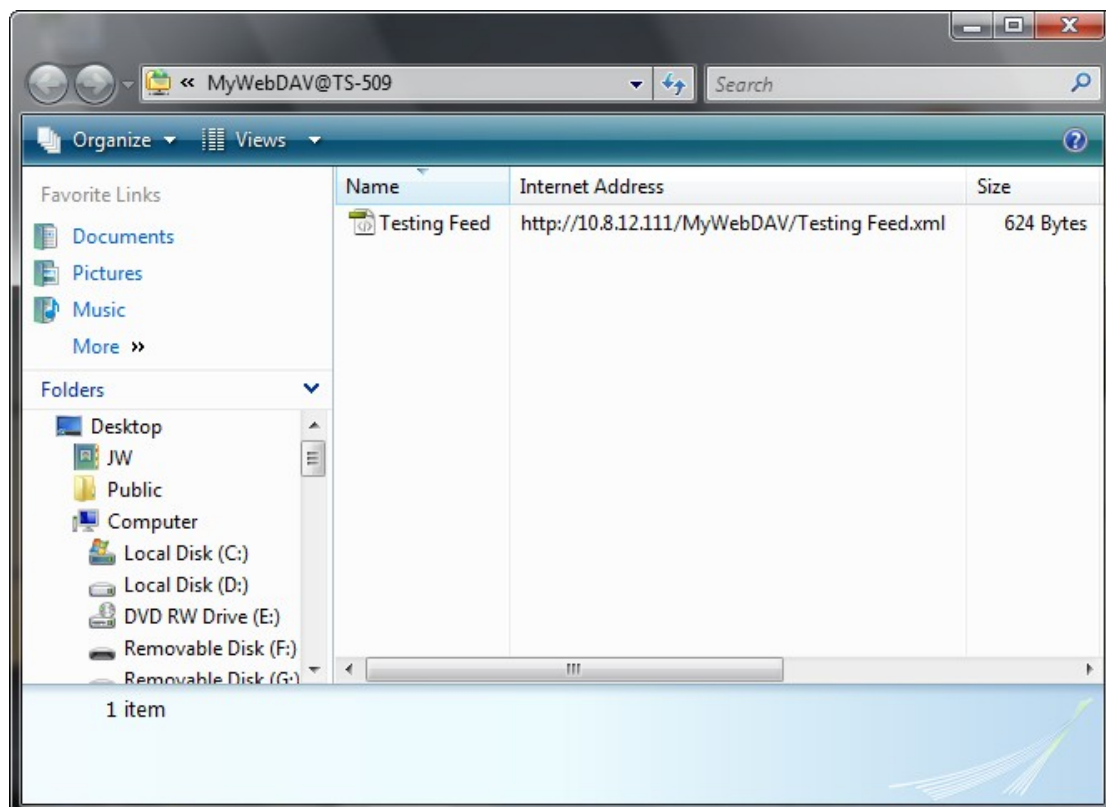 « MyWebDAV@TS-509
Search
Organize
Views
Favorite Links
Documents
Pictures
Music
More »
Folders
Desktop
JW
Public
Computer
Local Disk (C:)
Local Disk (D:)
DVD RW Drive (E:)
Removable Disk (F:)
Removable Disk (G:)
Name Internet Address Size
Testing Feed http://10.8.12.111/MyWebDAV/Testing Feed.xml 624 Bytes
1 item